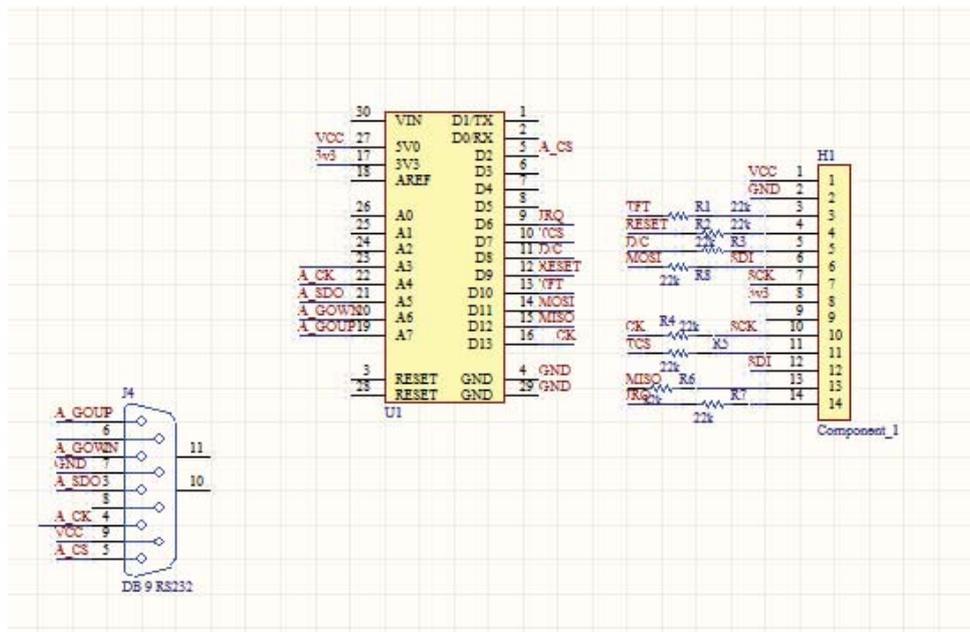 30 VIN D1/TX 1
D0/RX 2
VCC 27 5V0 D2 5 A_CS
3v3 17 3V3 D3 6
18 AREF D4 7
D5 8
26 A0 D6 9
25 A1 D7 10
24 A2 D8 11 D/C
23 A3 D9 12 RESET
A_CK 22 A4 D10 13
A_SDO 21 A5 D11 14 MOSI
A_GOWN 20 A6 D12 15 MISO
A_GOUP 19 A7 D13 16 CK
3 RESET GND 4 GND
28 RESET GND 29 GND
U1
H1
VCC 1 1
GND 2 2
R1 22k 3 3
RESET R2 22k 4 4
D/C 22k R3 5 5
MOSI 22k R8 SDI 6 6
SCK 7 7
3v3 8 8
9 9
CK R4 22k SCK 10 10
TCS 22k R5 11 11
SDI 12 12
MISO R6 13 13
R7 22k 14 14
Component_1
J4
A_GOUP
6
A_GOWN 11
GND 7
A_SDO 3 10
8
A_CK 4
VCC 9
A_CS 5
DB 9 RS232